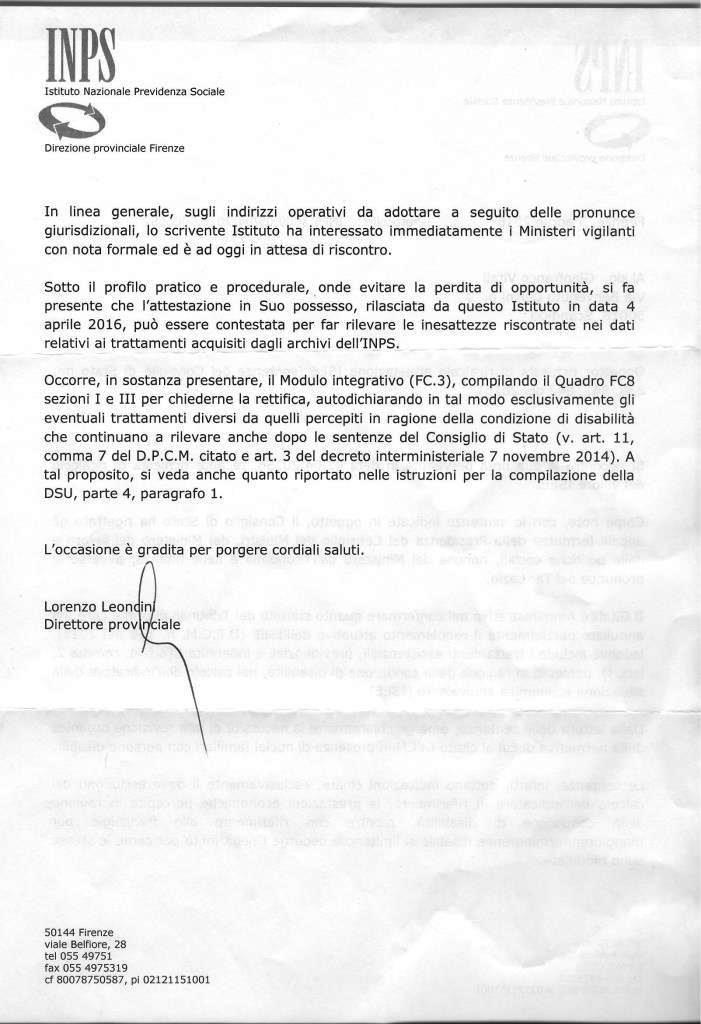 INPS
Istituto Nazionale Previdenza Sociale
Direzione provinciale Firenze
In linea generale, sugli indirizzi operativi da adottare a seguito delle pronunce
giurisdizionali, lo scrivente Istituto ha interessato immediatamente i Ministeri vigilanti
con nota formale ed è ad oggi in attesa di riscontro.
Sotto il profilo pratico e procedurale, onde evitare la perdita di opportunità, si fa
presente che l'attestazione in Suo possesso, rilasciata da questo Istituto in data 4
aprile 2016, può essere contestata per far rilevare le inesattezze riscontrate nei dati
relativi ai trattamenti acquisiti dagli archivi dell'INPS.
Occorre, in sostanza presentare, il Modulo integrativo (FC.3), compilando il Quadro FC8
sezioni I e III per chiederne la rettifica, autodichiarando in tal modo esclusivamente gli
eventuali trattamenti diversi da quelli percepiti in ragione della condizione di disabilità
che continuano a rilevare anche dopo le sentenze del Consiglio di Stato (v. art. 11,
comma 7 del D.P.C.M. citato e art. 3 del decreto interministeriale 7 novembre 2014). A
tal proposito, si veda anche quanto riportato nelle istruzioni per la compilazione della
DSU, parte 4, paragrafo 1.
L'occasione è gradita per porgere cordiali saluti.
Lorenzo Leoncini
Direttore provinciale
50144 Firenze
viale Belfiore, 28
tel 055 49751
fax 055 4975319
cf 80078750587, pi 02121151001